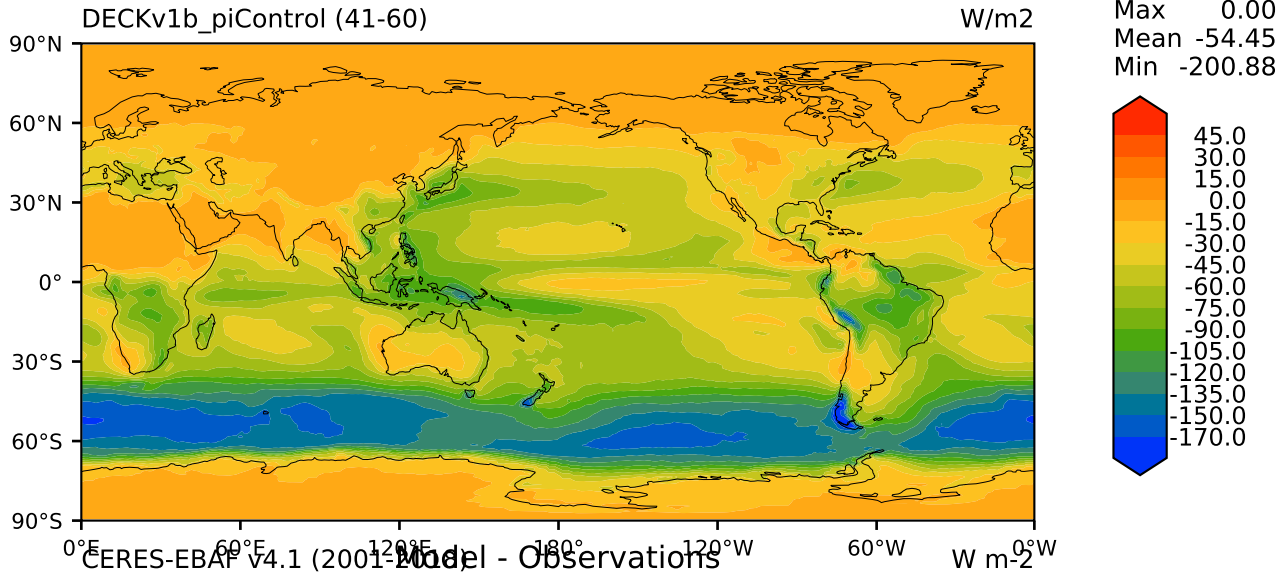 DECKv1b_piControl (41-60) W/m2
Max 0.00
Mean -54.45
Min -200.88
90°N
60°N
30°N
0°
30°S
60°S
90°S
45.0
30.0
15.0
0.0
-15.0
-30.0
-45.0
-60.0
-75.0
-90.0
-105.0
-120.0
-135.0
-150.0
-170.0
0°E 60°E 120°E 180° 120°W 60°W 0°W
CERES-EBAF v4.1 (2001-2018) Model - Observations W m-2